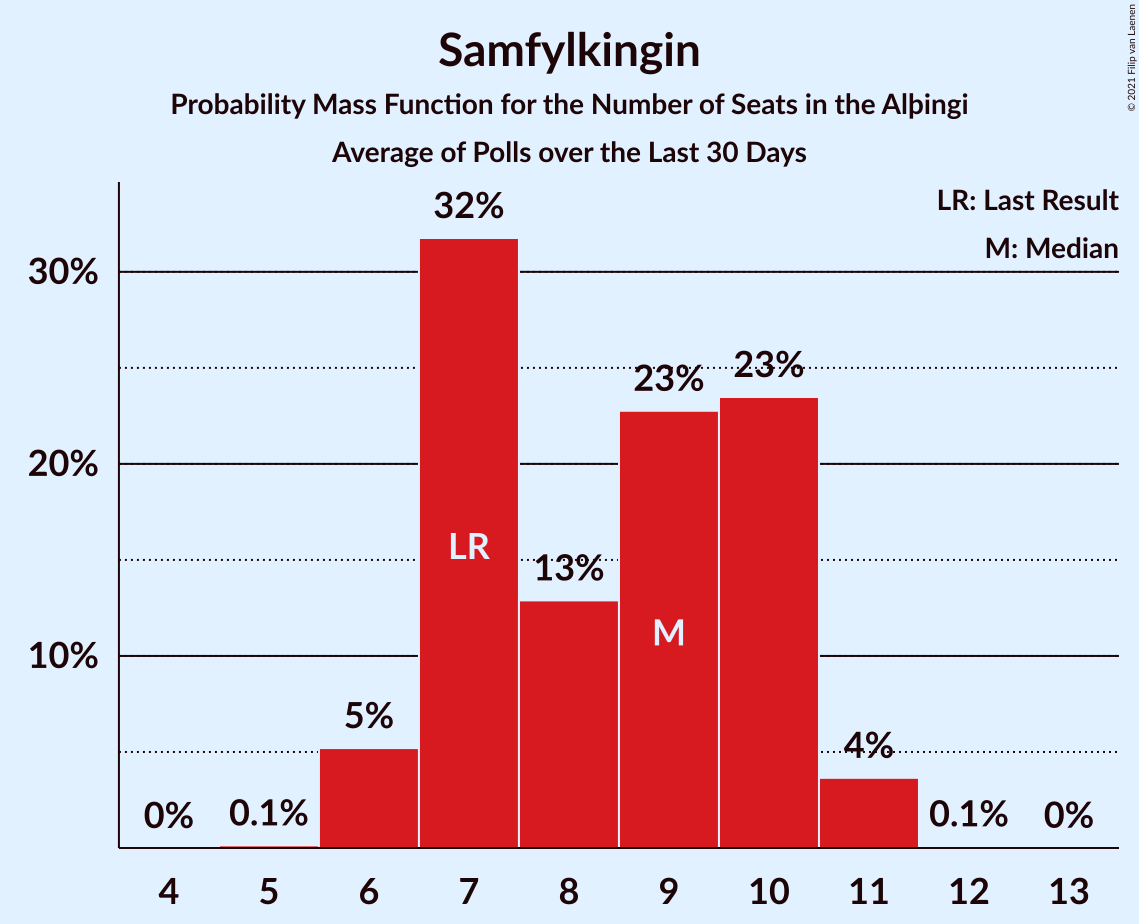 Samfylkingin
Probability Mass Function for the Number of Seats in the Alþingi
Average of Polls over the Last 30 Days
© 2021 Filip van Laenen
LR: Last Result
M: Median
30%
20%
10%
0%
0.1%
5%
32%
13%
23%
23%
4%
0.1%
0%
LR
M
4 5 6 7 8 9 10 11 12 13